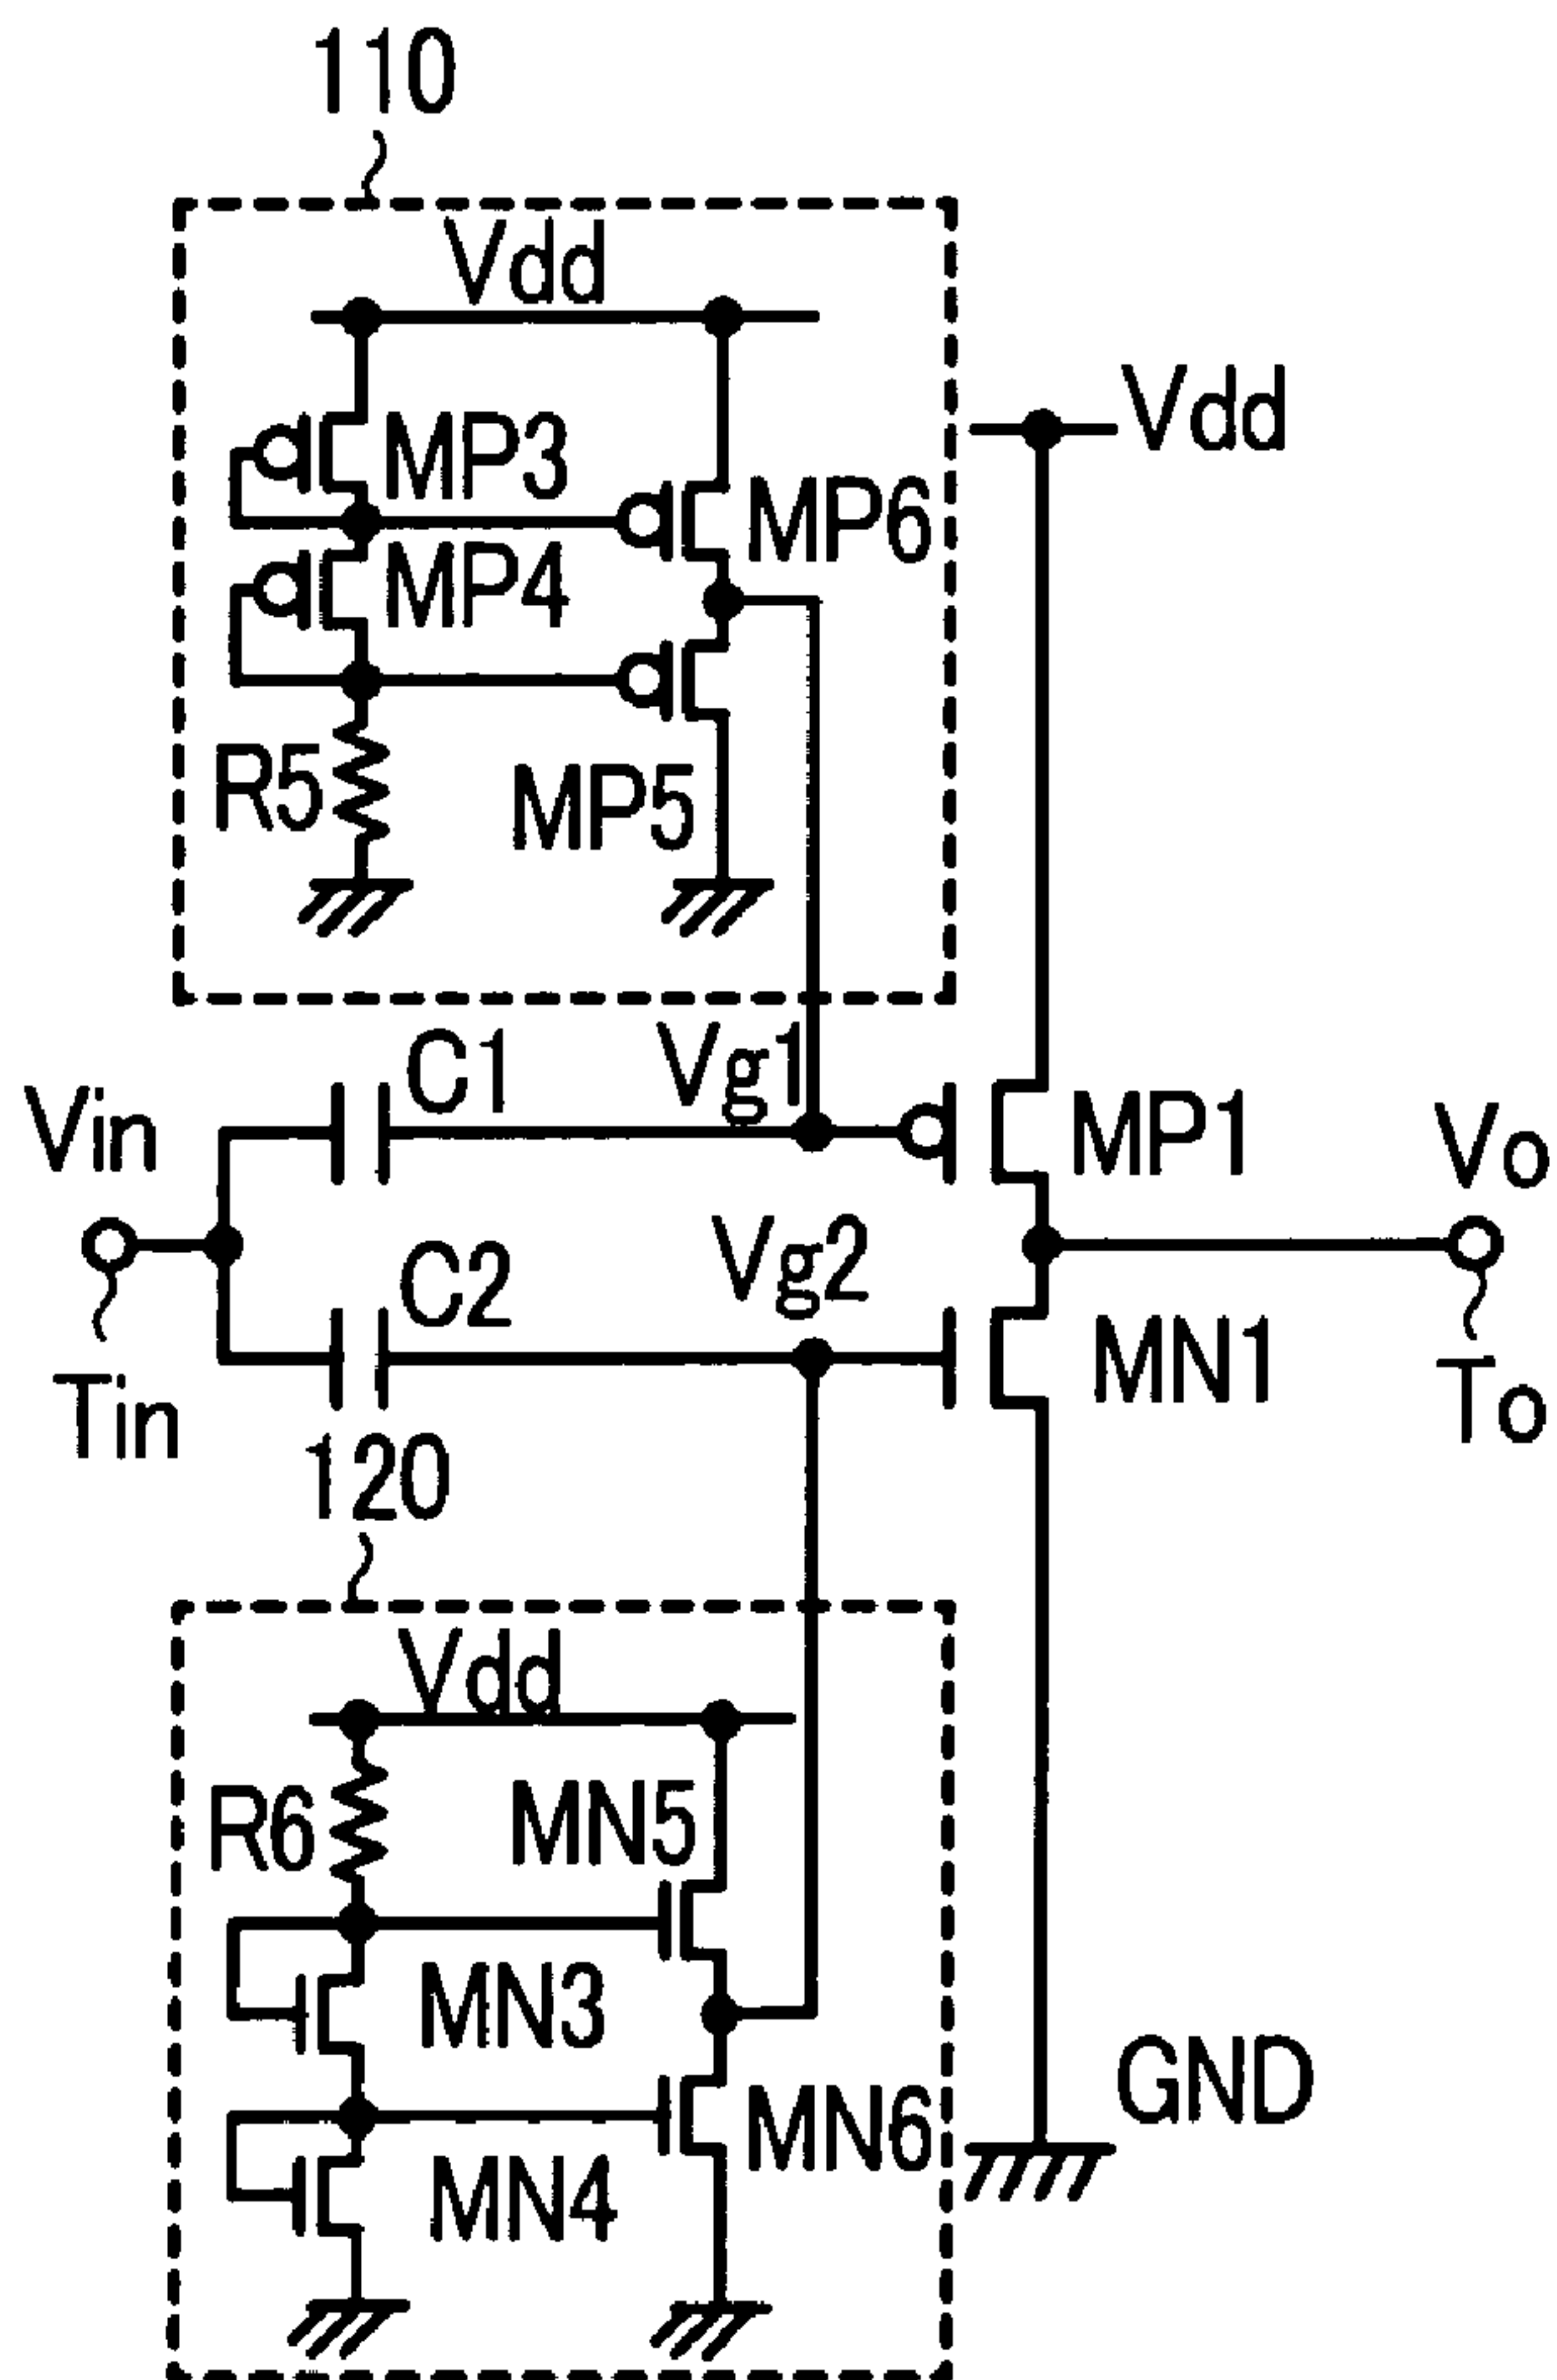 110
Vdd
Vdd
MP3
MP6
MP4
R5
MP5
C1
Vg1
Vin
MP1
Vo
C2
Vg2
Tin
MN1
To
120
Vdd
R6
MN5
MN3
GND
MN6
MN4